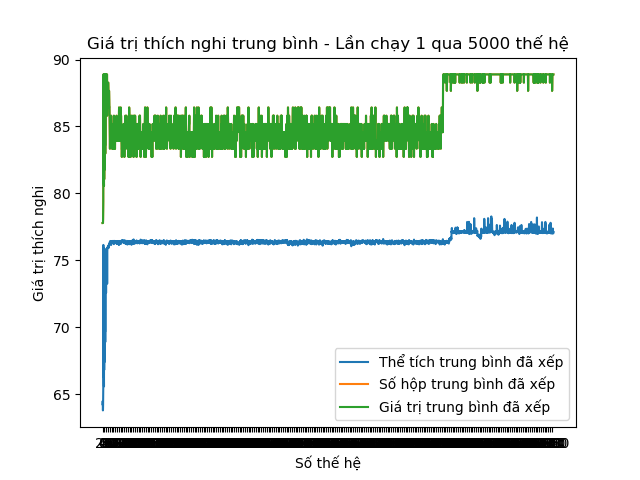 Giá trị thích nghi trung bình - Lần chạy 1 qua 5000 thế hệ
90
85
80
75
70
65
Giá trị thích nghi
Thể tích trung bình đã xếp
Số hộp trung bình đã xếp
Giá trị trung bình đã xếp
Số thế hệ